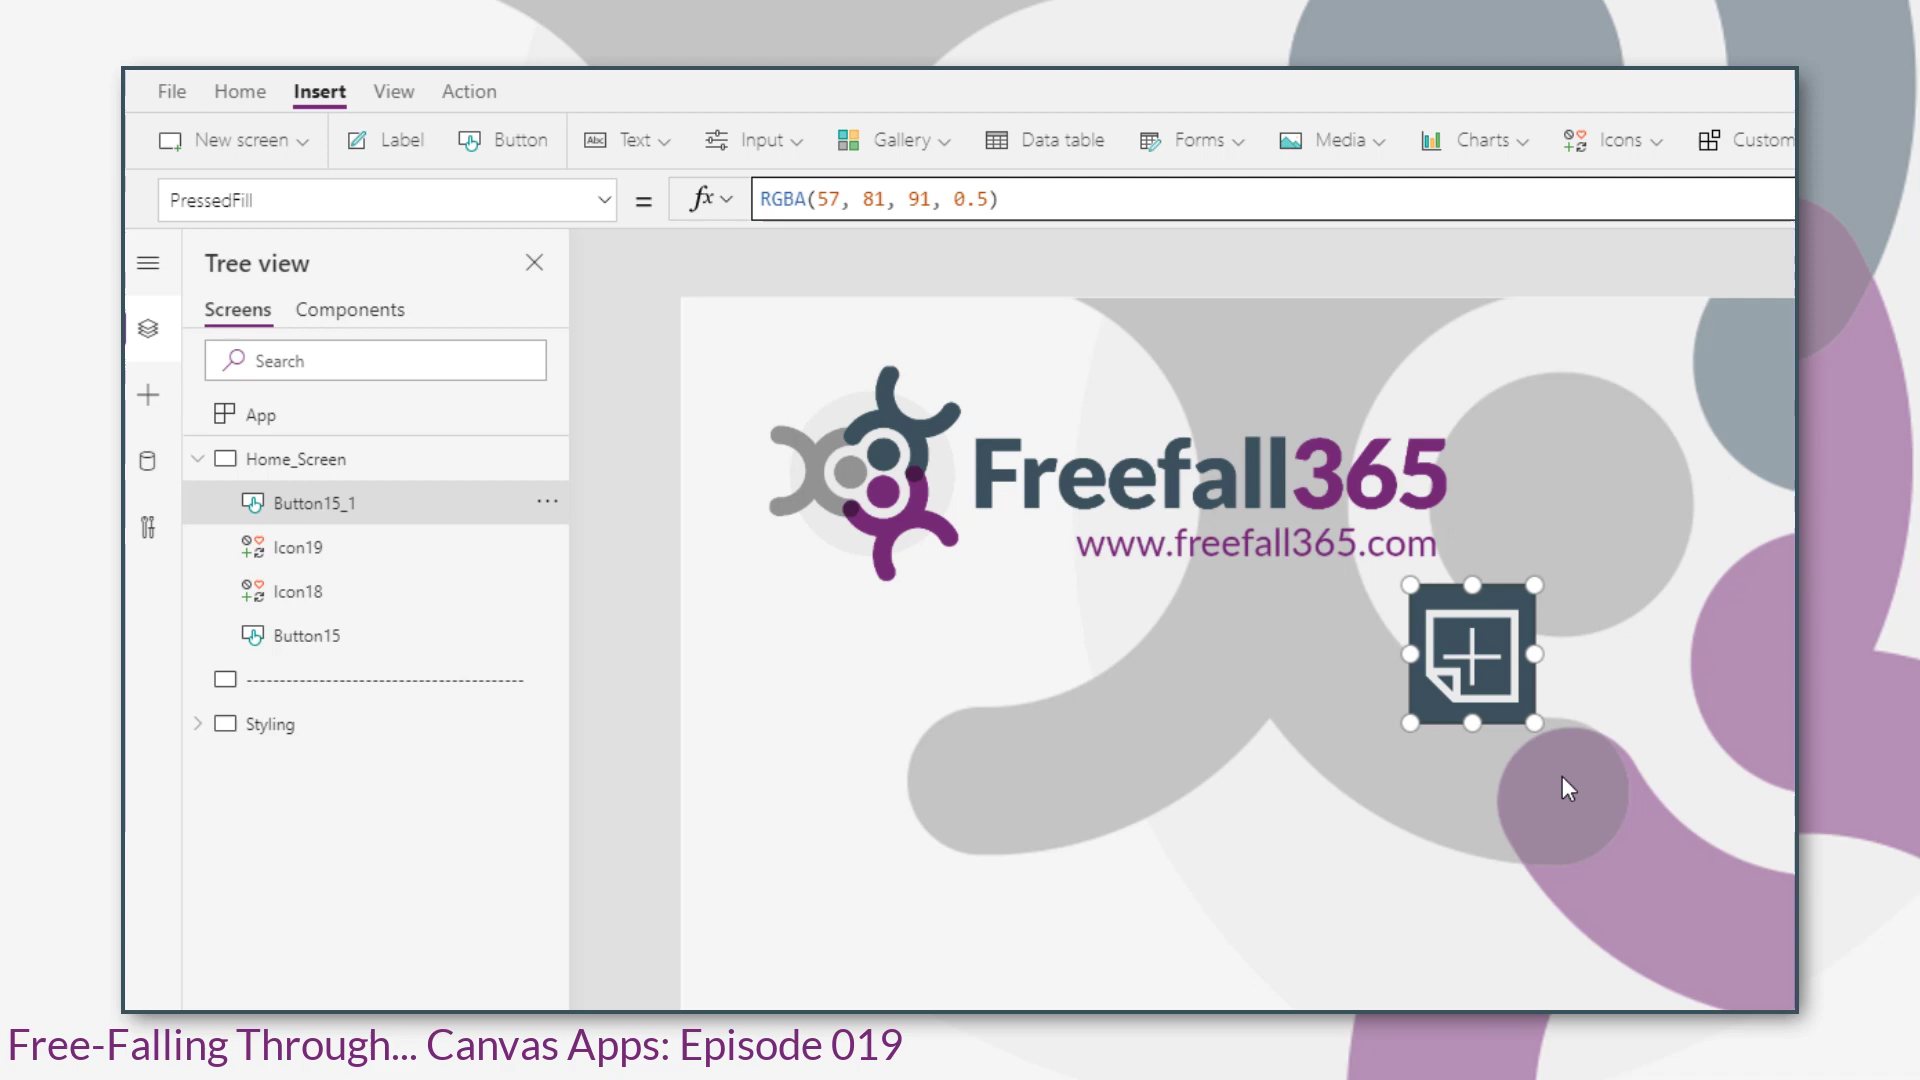 File Home Insert View Action
New screen Label Button Abc Text Input Gallery Data table Forms Media Charts Icons Custom
PressedFill = fx RGBA(57, 81, 91, 0.5)
Tree view
Screens Components
Search
App
Home_Screen
Button15_1 ...
Icon19
Icon18
Button15
------------------------------------------
Styling
Freefall365
www.freefall365.com
Free-Falling Through... Canvas Apps: Episode 019